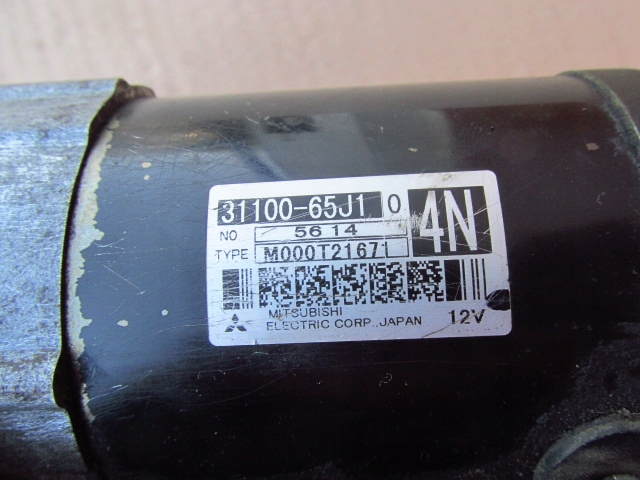 31100-65J1 0 4N
NO. 5614
TYPE M000T21671
MITSUBISHI
ELECTRIC CORP., JAPAN 12V